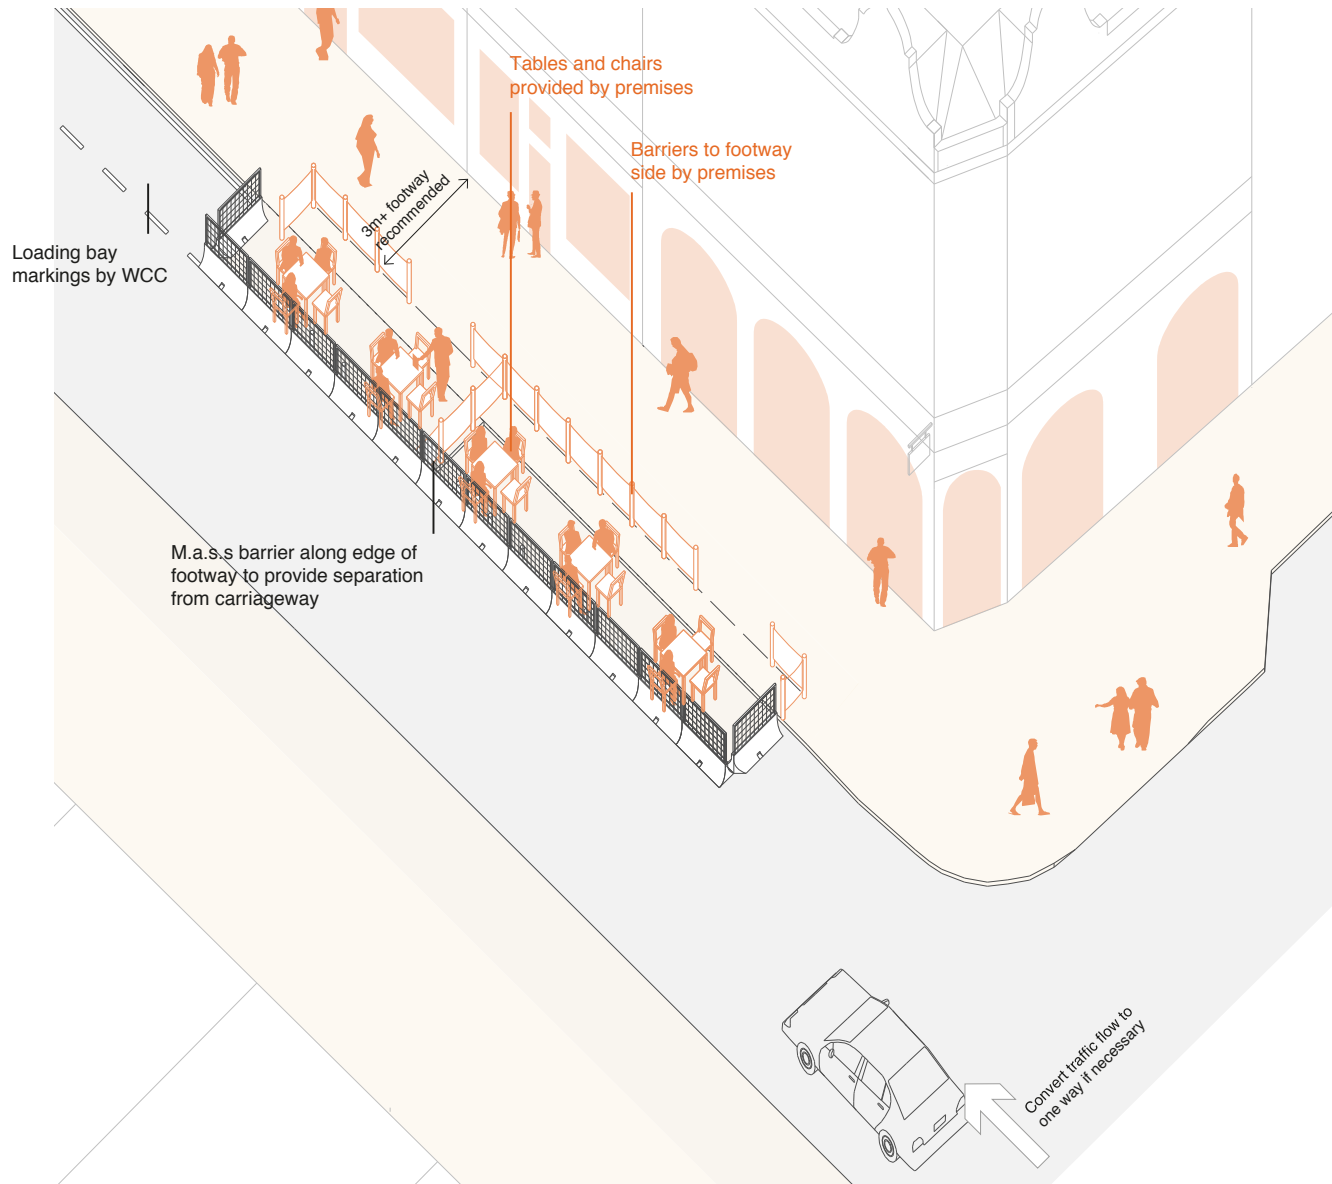 Tables and chairs
provided by premises
Barriers to footway
side by premises
3m+ footway
recommended
Loading bay
markings by WCC
M.a.s.s barrier along edge of
footway to provide separation
from carriageway
Convert traffic flow to
one way if necessary